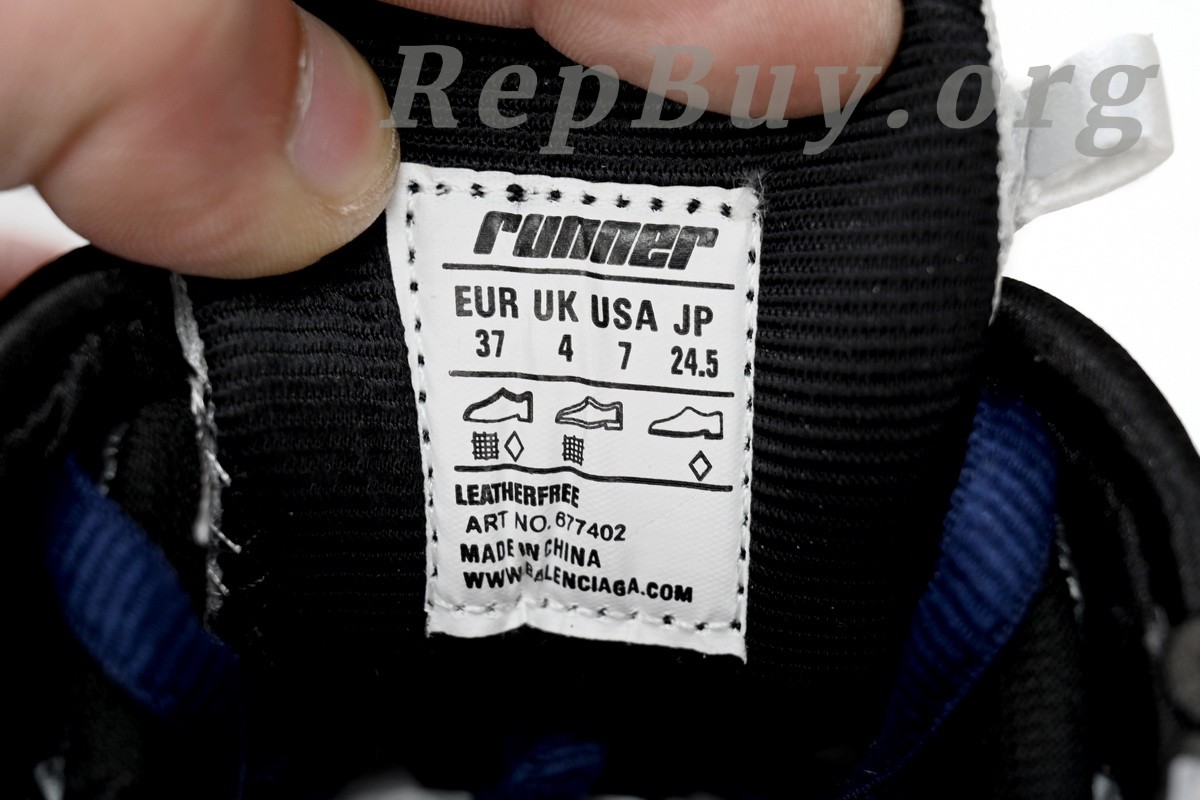 RepBuy.org
runner
EUR UK USA JP
37 4 7 24.5
LEATHERFREE
ART NO. 677402
MADE IN CHINA
WWW.BALENCIAGA.COM